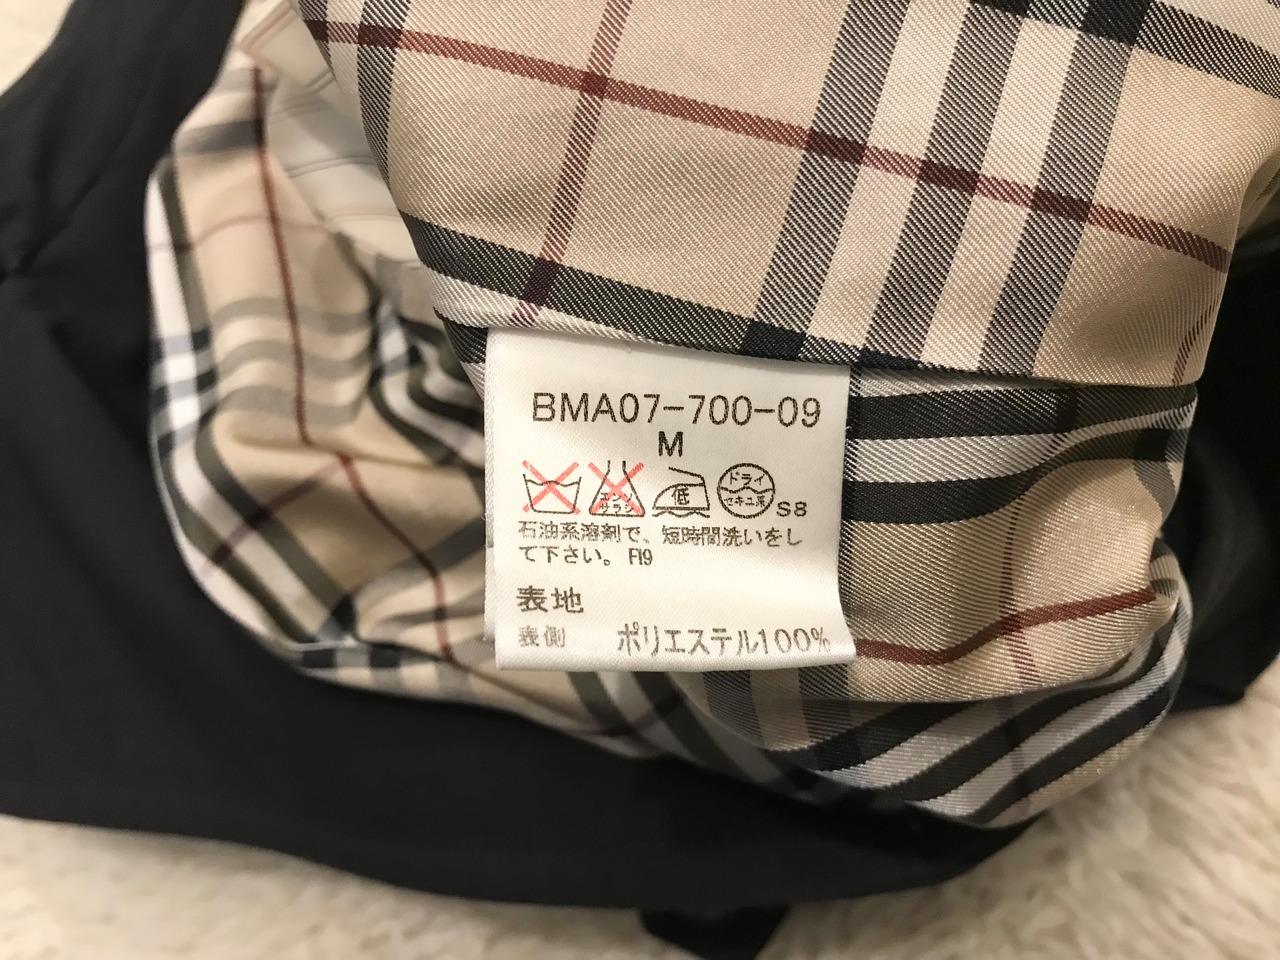 BMA07-700-09
M
エンソ
サラシ
低
ドライ
セキユ系
S8
石油系溶剤で、短時間洗いをし
て下さい。 FI9
表地
表側 ポリエステル100%